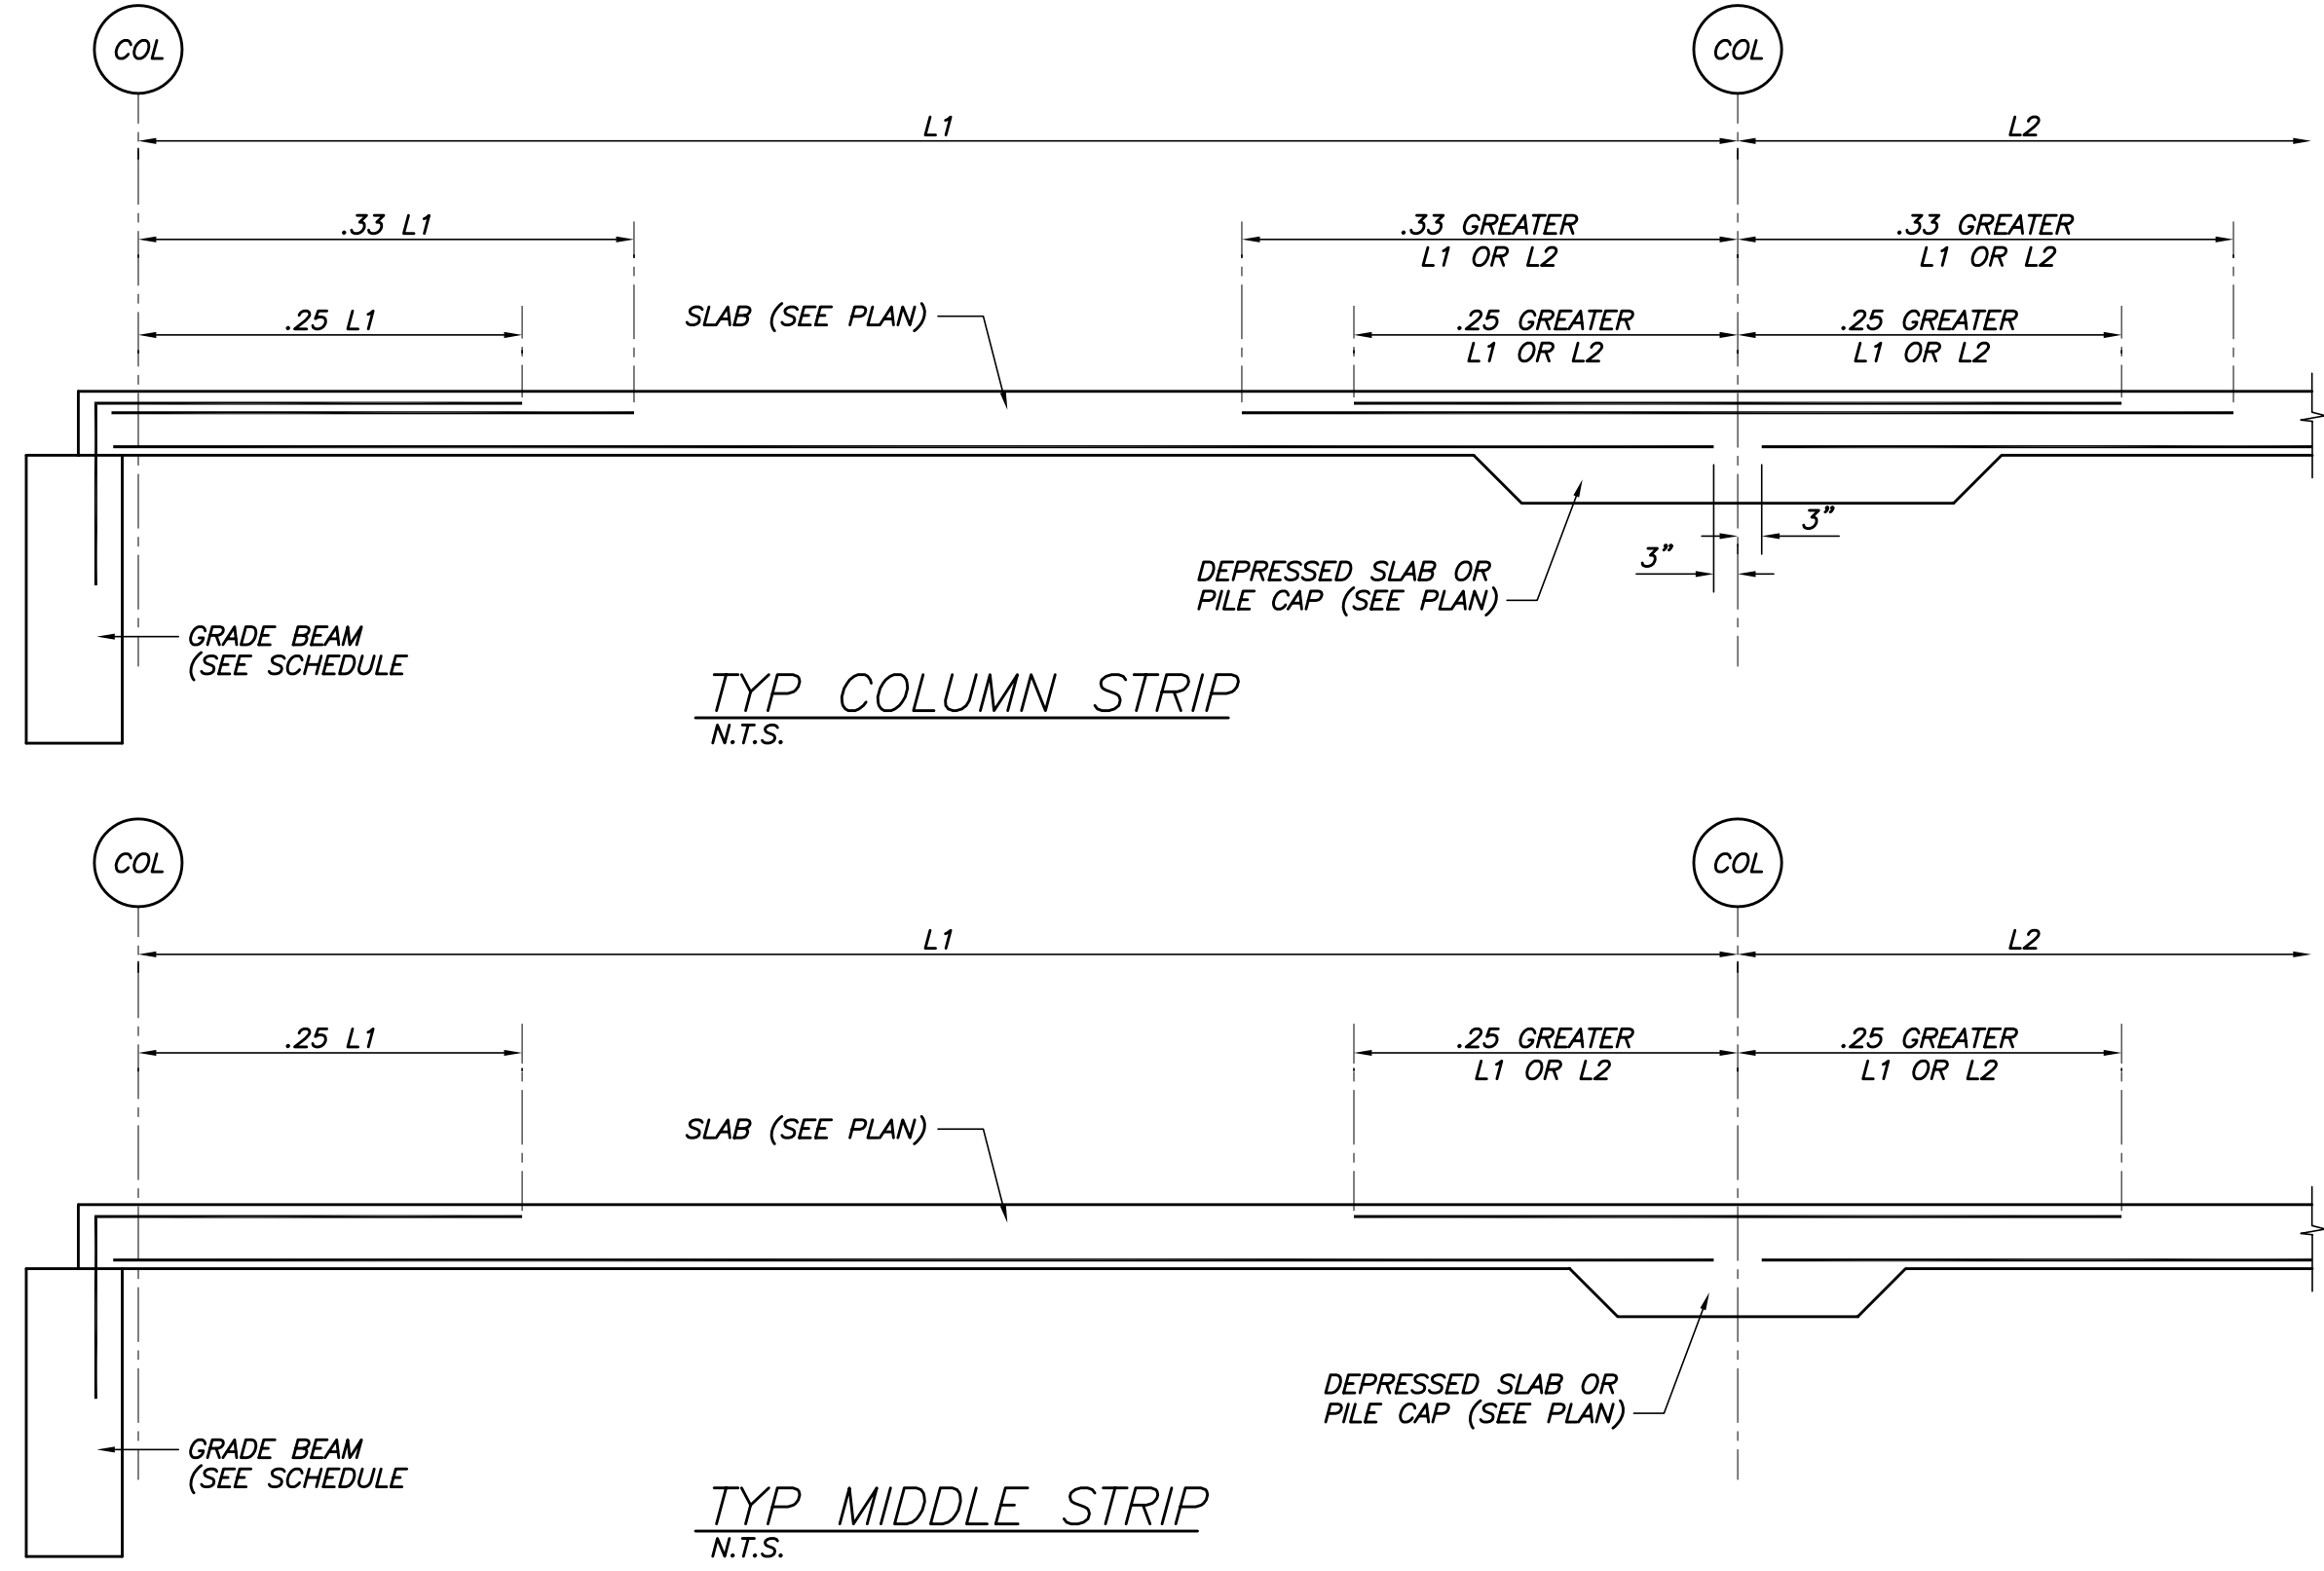 COL
COL
L1
L2
.33 L1
.33 GREATER
L1 OR L2
.33 GREATER
L1 OR L2
.25 L1
SLAB (SEE PLAN)
.25 GREATER
L1 OR L2
.25 GREATER
L1 OR L2
3"
3"
DEPRESSED SLAB OR
PILE CAP (SEE PLAN)
GRADE BEAM
(SEE SCHEDULE
TYP COLUMN STRIP
N.T.S.
COL
COL
L1
L2
.25 L1
.25 GREATER
L1 OR L2
.25 GREATER
L1 OR L2
SLAB (SEE PLAN)
DEPRESSED SLAB OR
PILE CAP (SEE PLAN)
GRADE BEAM
(SEE SCHEDULE
TYP MIDDLE STRIP
N.T.S.